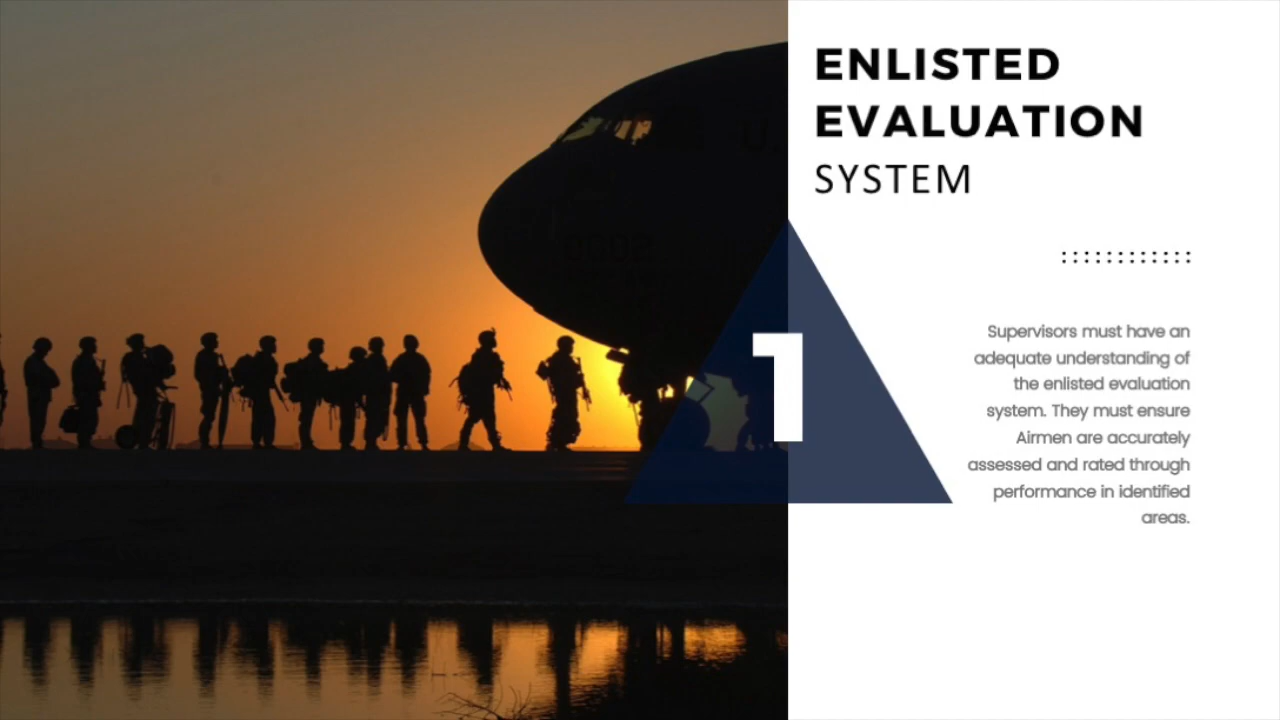 ENLISTED
EVALUATION
SYSTEM
1
Supervisors must have an
adequate understanding of
the enlisted evaluation
system. They must ensure
Airmen are accurately
assessed and rated through
performance in identified
areas.